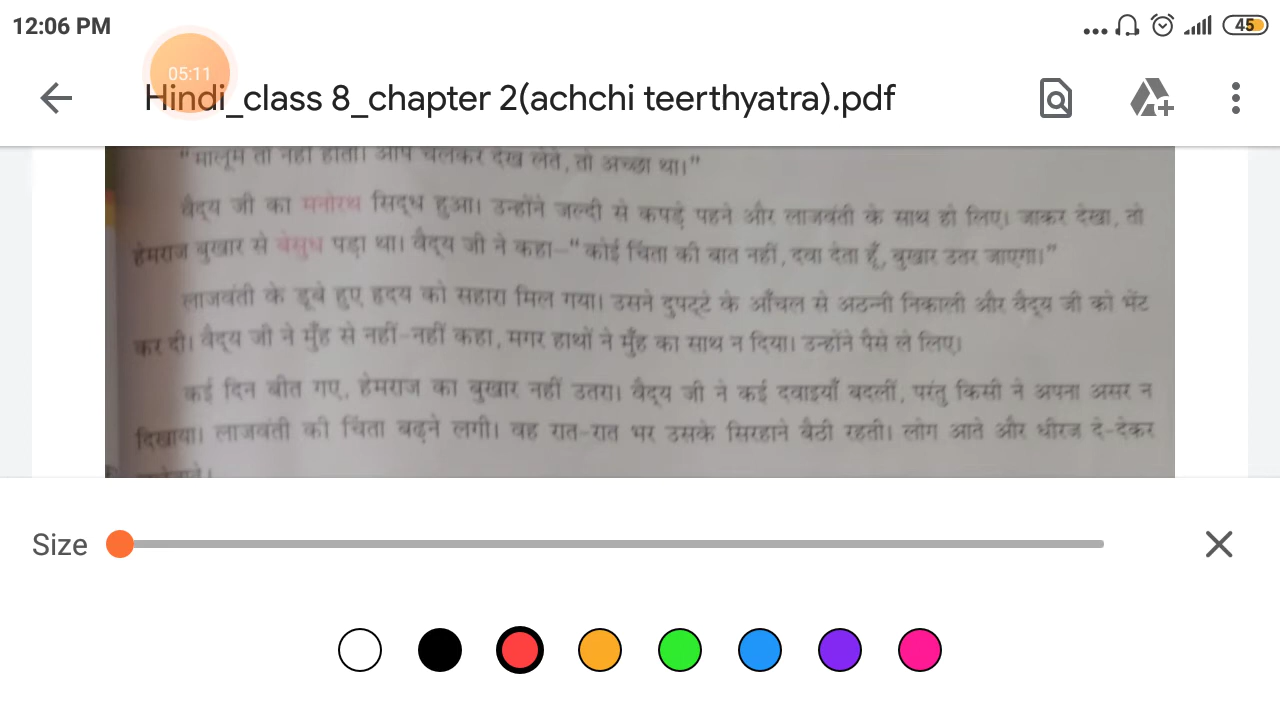 12:06 PM
45
05:11
Hindi_class 8_chapter 2(achchi teerthyatra).pdf
"मालूम तो नहीं होता। आप चलकर देख लेते, तो अच्छा था।"
वैद्य जी का मनोरथ सिद्ध हुआ। उन्होंने जल्दी से कपड़े पहने और लाजवंती के साथ हो लिए। जाकर देखा, तो
हेमराज बुखार से बेसुध पड़ा था। वैद्य जी ने कहा–"कोई चिंता की बात नहीं, दवा देता हूँ, बुखार उतर जाएगा।"
लाजवंती के डूबे हुए हृदय को सहारा मिल गया। उसने दुपट्टे के आँचल से अठन्नी निकाली और वैद्य जी को भेंट
कर दी। वैद्य जी ने मुँह से नहीं-नहीं कहा, मगर हाथों ने मुँह का साथ न दिया। उन्होंने पैसे ले लिए।
कई दिन बीत गए, हेमराज का बुखार नहीं उतरा। वैद्य जी ने कई दवाइयाँ बदलीं, परंतु किसी ने अपना असर न
दिखाया। लाजवंती की चिंता बढ़ने लगी। वह रात-रात भर उसके सिरहाने बैठी रहती। लोग आते और धीरज दे-देकर
Size